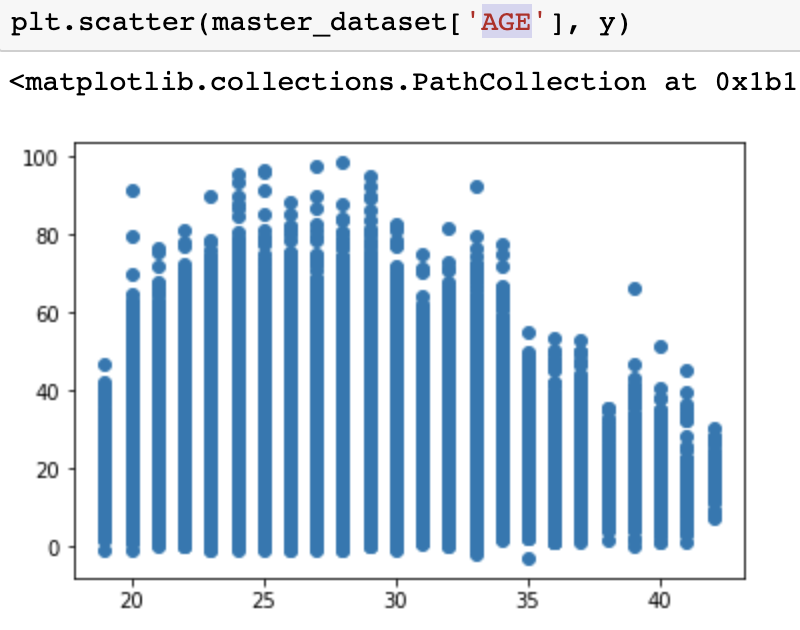 plt.scatter(master_dataset['AGE'], y)
<matplotlib.collections.PathCollection at 0x1b1
100
80
60
40
20
0
20 25 30 35 40